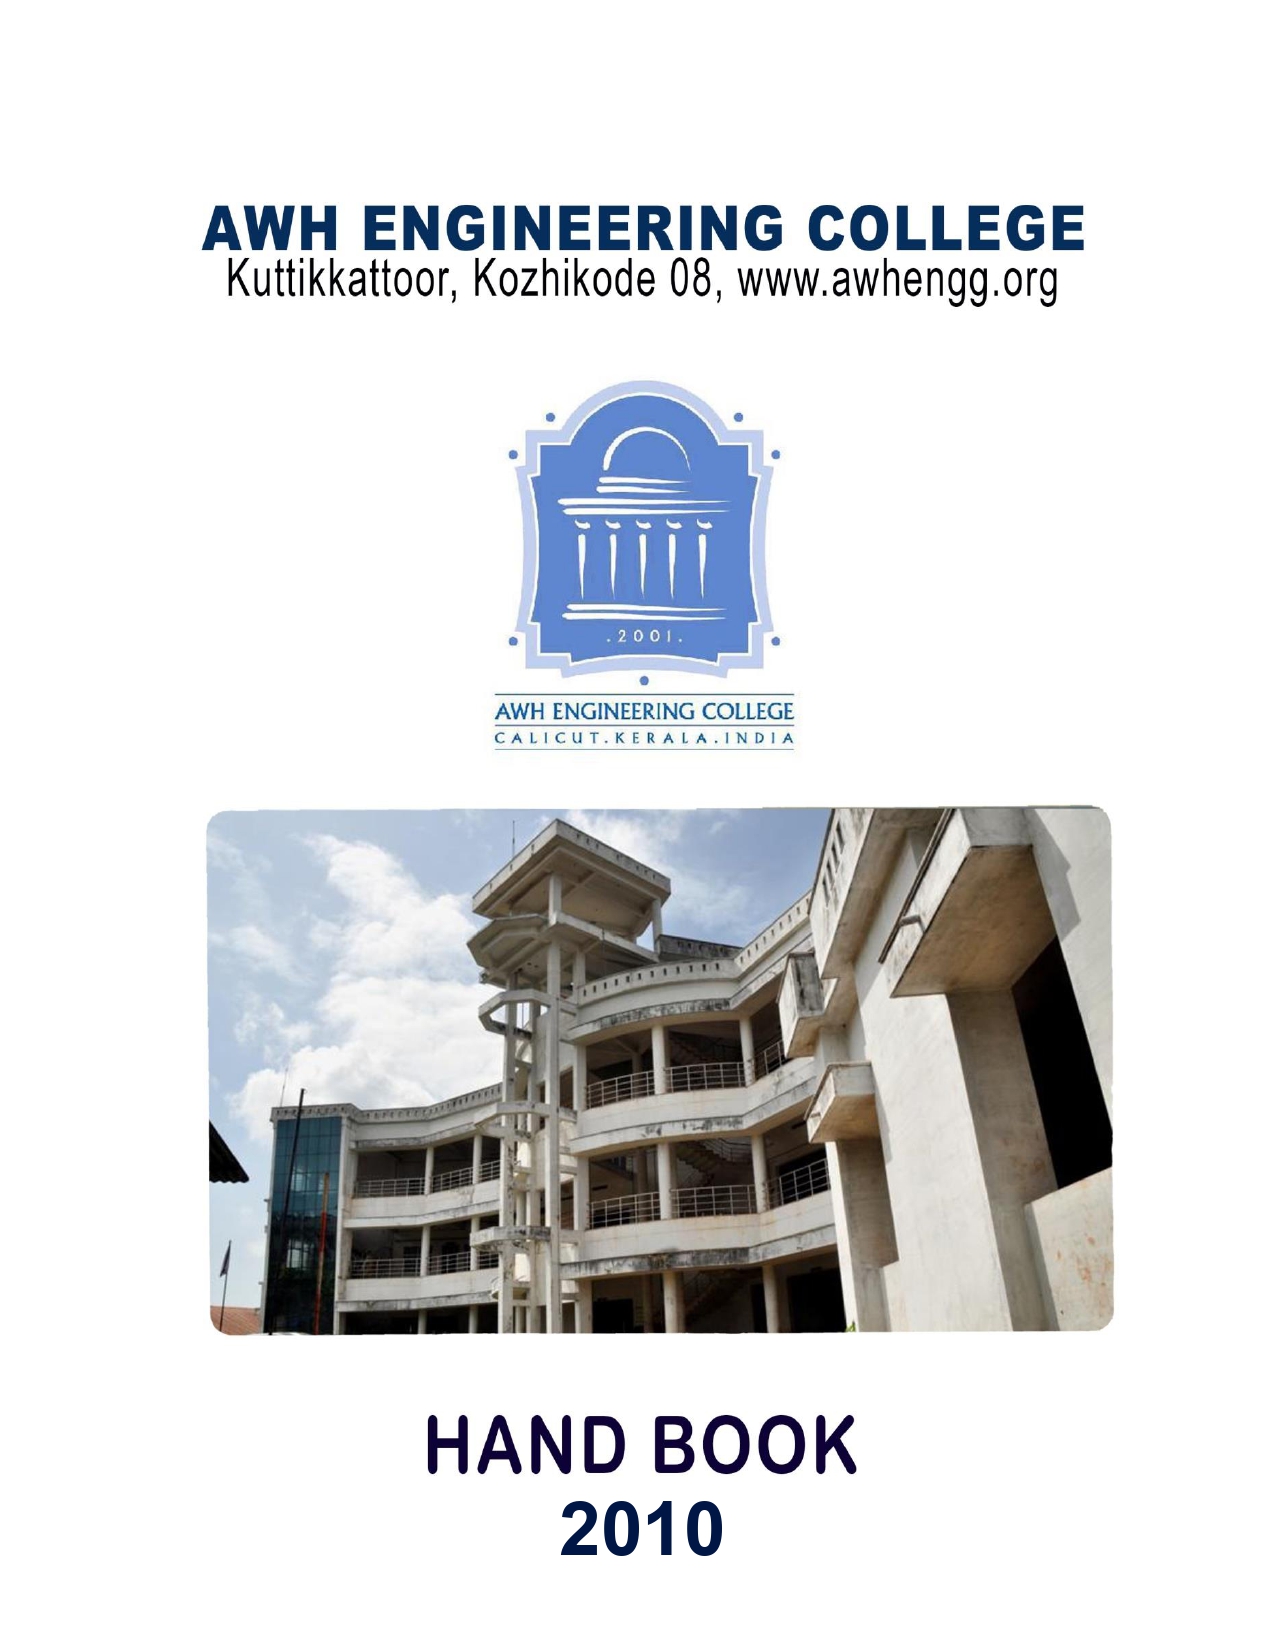 AWH ENGINEERING COLLEGE
Kuttikkattoor, Kozhikode 08, www.awhengg.org
.2001.
AWH ENGINEERING COLLEGE
CALICUT.KERALA.INDIA
HAND BOOK
2010